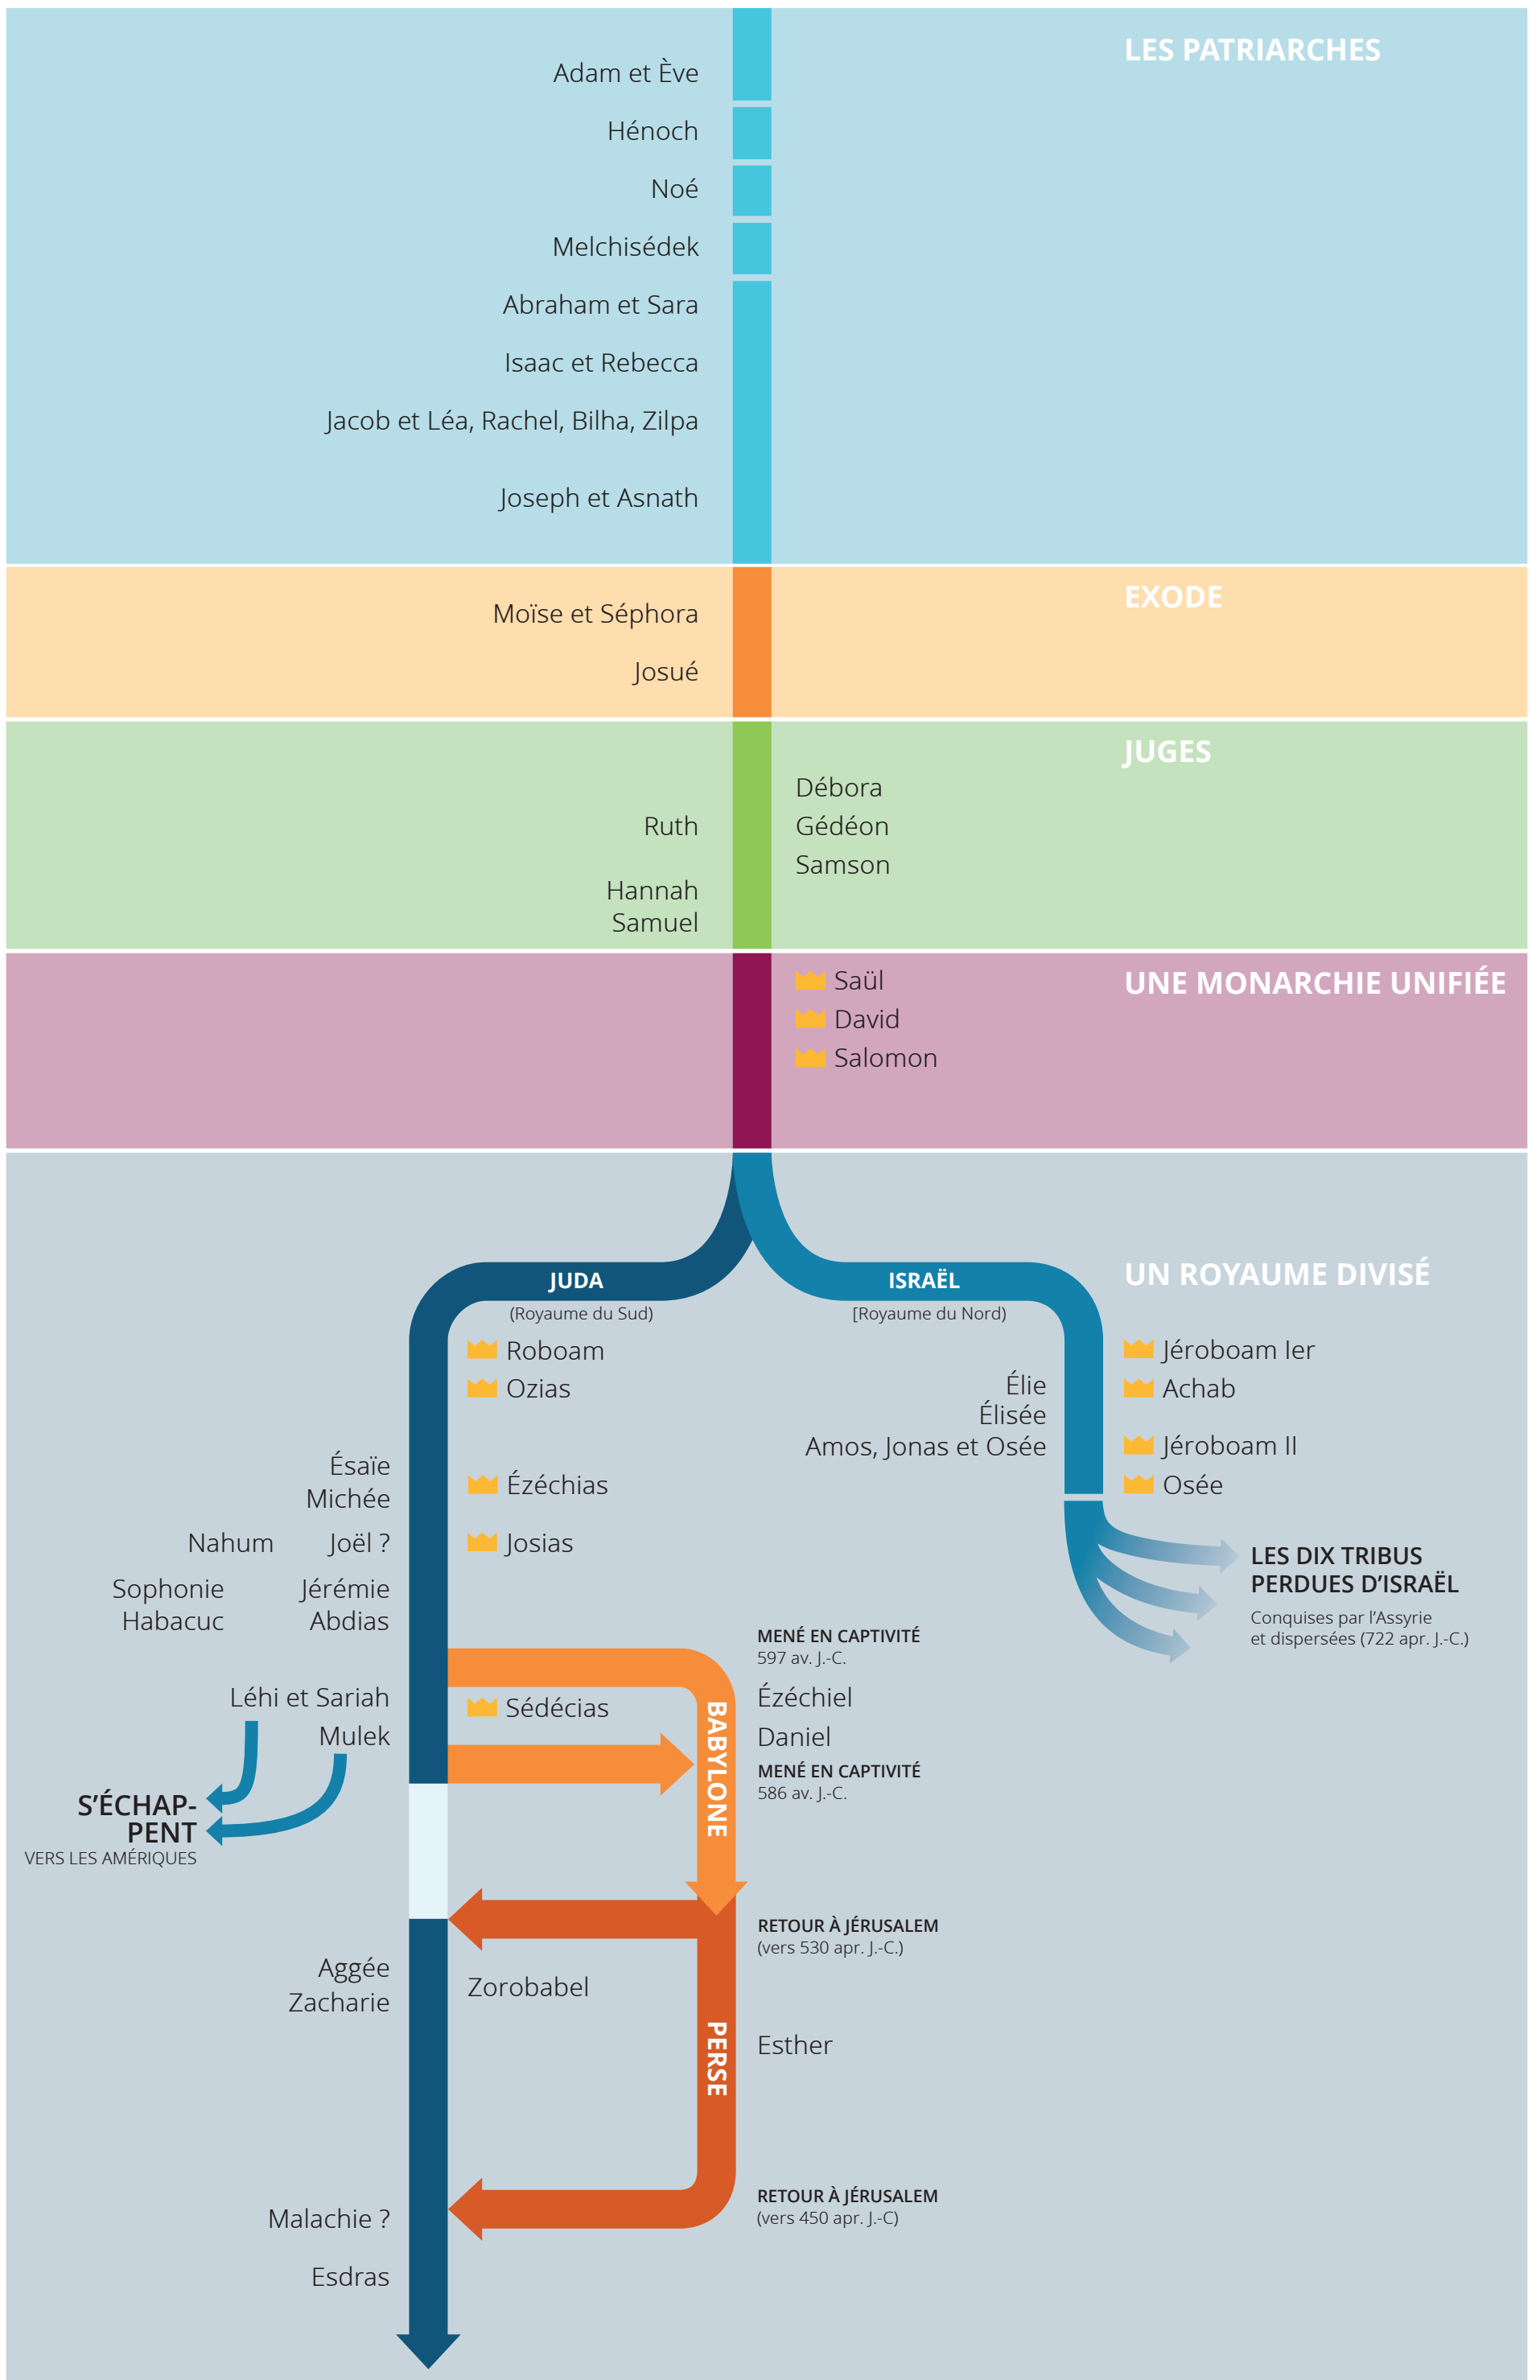 LES PATRIARCHES
Adam et Ève
Hénoch
Noé
Melchisédek
Abraham et Sara
Isaac et Rebecca
Jacob et Léa, Rachel, Bilha, Zilpa
Joseph et Asnath
EXODE
Moïse et Séphora
Josué
JUGES
Débora
Gédéon
Samson
Ruth
Hannah
Samuel
UNE MONARCHIE UNIFIÉE
Saül
David
Salomon
UN ROYAUME DIVISÉ
JUDA
(Royaume du Sud)
Roboam
Ozias
Ézéchias
Josias
Ésaïe
Michée
Nahum
Joël ?
Sophonie
Habacuc
Jérémie
Abdias
ISRAËL
[Royaume du Nord)
Élie
Élisée
Amos, Jonas et Osée
Jéroboam Ier
Achab
Jéroboam II
Osée
LES DIX TRIBUS
PERDUES D’ISRAËL
Conquises par l’Assyrie
et dispersées (722 apr. J.-C.)
MENÉ EN CAPTIVITÉ
597 av. J.-C.
Ézéchiel
Daniel
MENÉ EN CAPTIVITÉ
586 av. J.-C.
BABYLONE
Sédécias
Léhi et Sariah
Mulek
S’ÉCHAP-
PENT
VERS LES AMÉRIQUES
RETOUR À JÉRUSALEM
(vers 530 apr. J.-C.)
Aggée
Zacharie
Zorobabel
PERSE
Esther
RETOUR À JÉRUSALEM
(vers 450 apr. J.-C)
Malachie ?
Esdras